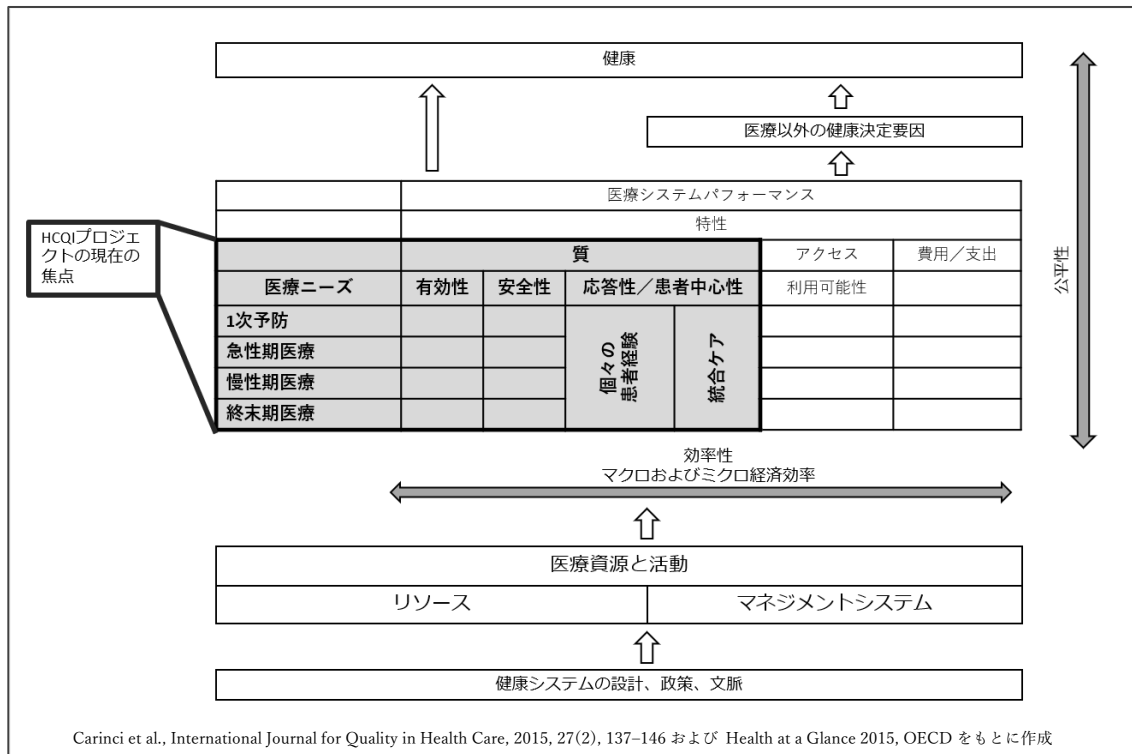 健康
医療以外の健康決定要因
医療システムパフォーマンス
特性
HCQIプロジェ
クトの現在の
焦点
質
アクセス
費用／支出
医療ニーズ
有効性
安全性
応答性／患者中心性
利用可能性
1次予防
急性期医療
慢性期医療
終末期医療
個々の
患者経験
統合ケア
公平性
効率性
マクロおよびミクロ経済効率
医療資源と活動
リソース
マネジメントシステム
健康システムの設計、政策、文脈
Carinci et al., International Journal for Quality in Health Care, 2015, 27(2), 137–146 および Health at a Glance 2015, OECD をもとに作成